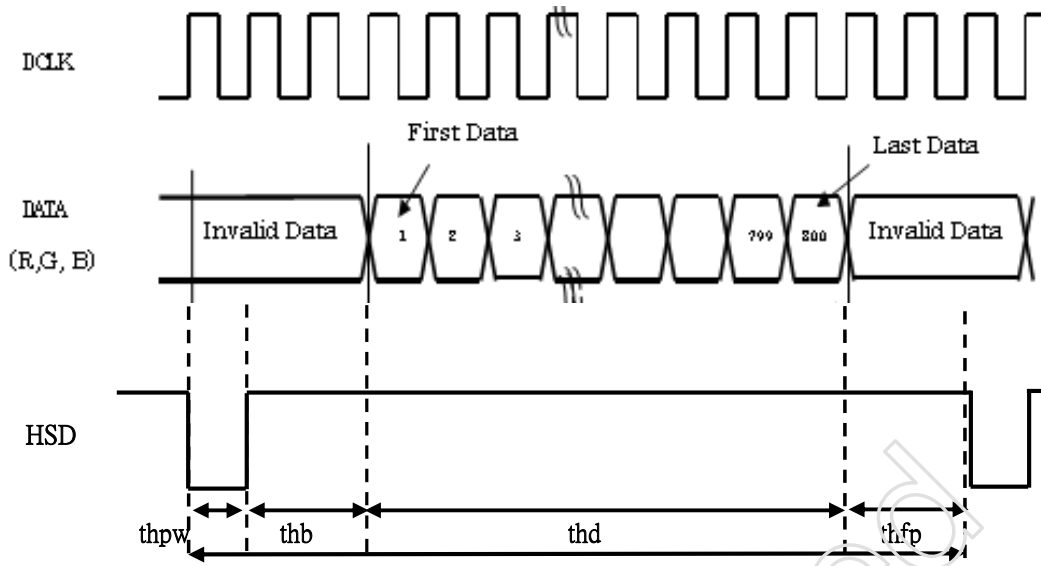 DCLK
First Data
Last Data
DATA
(R,G, B)
Invalid Data
1
2
3
799
800
Invalid Data
HSD
thpw
thb
thd
thfp